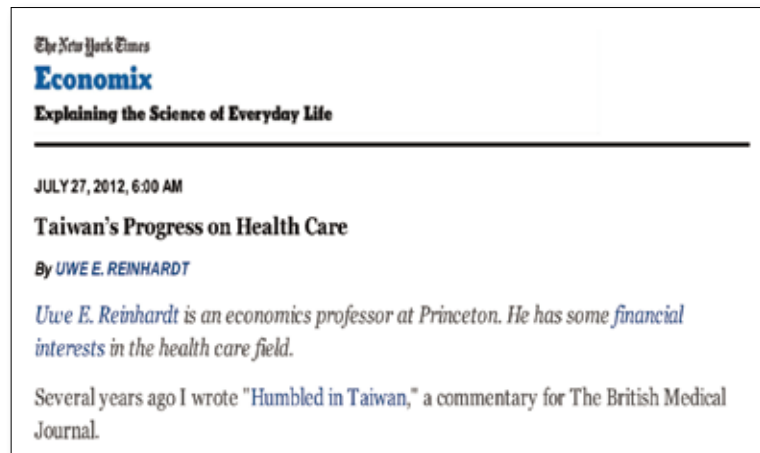 The New York Times
Economix
Explaining the Science of Everyday Life
JULY 27, 2012, 6:00 AM
Taiwan's Progress on Health Care
By UWE E. REINHARDT
Uwe E. Reinhardt is an economics professor at Princeton. He has some financial
interests in the health care field.
Several years ago I wrote "Humbled in Taiwan," a commentary for The British Medical
Journal.